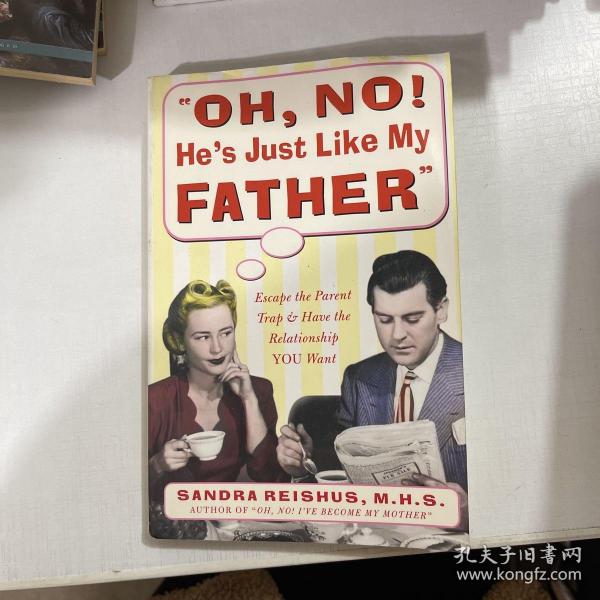 "OH, NO!
He's Just Like My
FATHER"
Escape the Parent
Trap & Have the
Relationship
YOU Want
SANDRA REISHUS, M.H.S.
AUTHOR OF "OH, NO! I'VE BECOME MY MOTHER"
孔夫子旧書网
www.kongfz.com